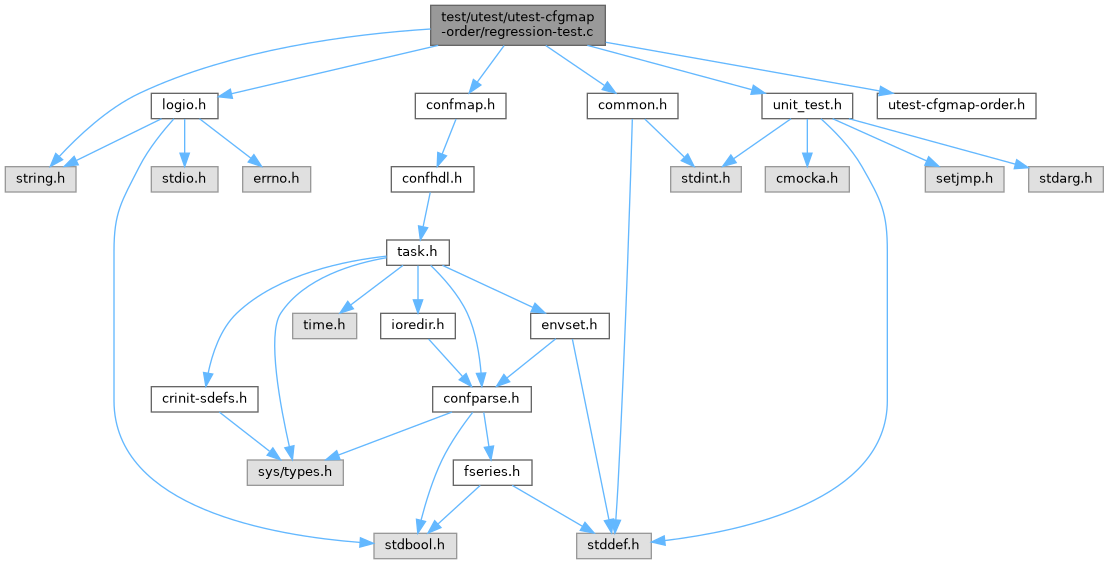 test/utest/utest-cfgmap
-order/regression-test.c
logio.h
confmap.h
common.h
unit_test.h
utest-cfgmap-order.h
string.h
stdio.h
errno.h
confhdl.h
stdint.h
cmocka.h
setjmp.h
stdarg.h
task.h
time.h
ioredir.h
envset.h
crinit-sdefs.h
confparse.h
sys/types.h
fseries.h
stdbool.h
stddef.h